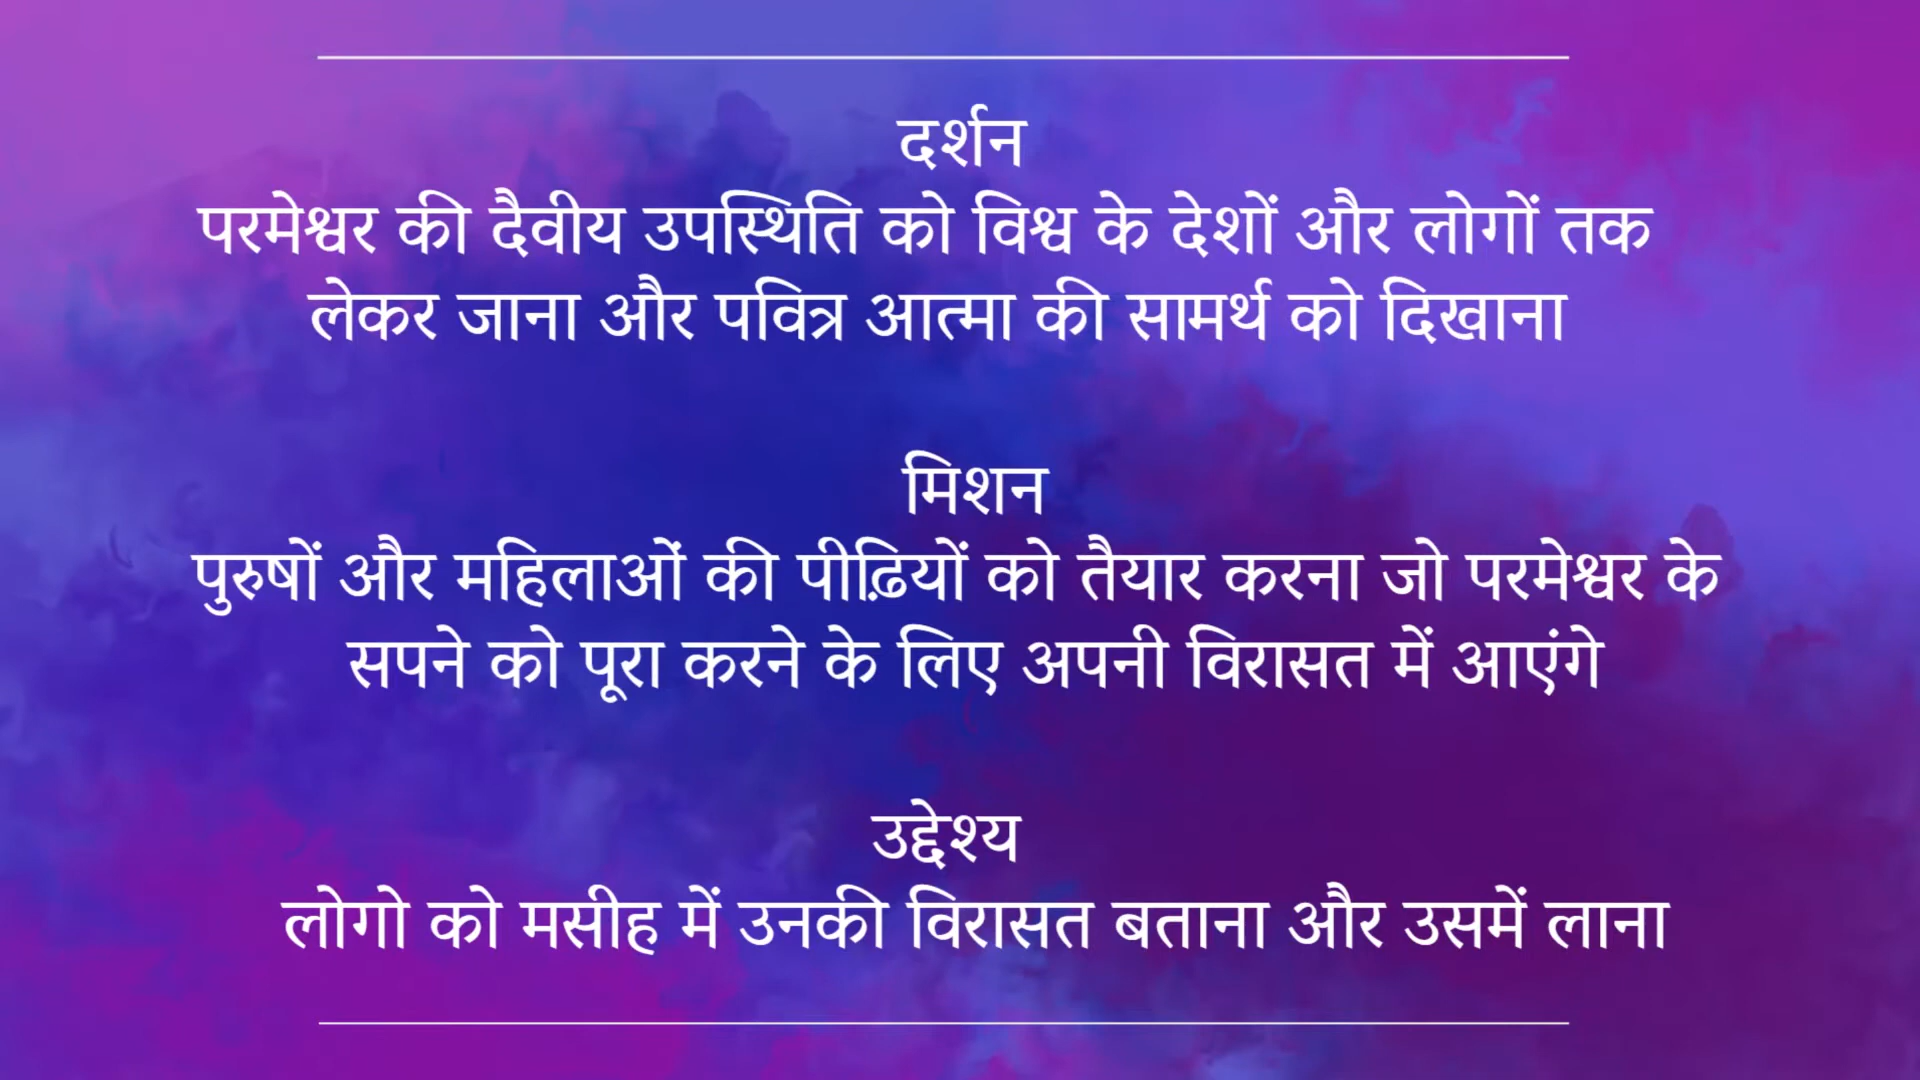 दर्शन
परमेश्वर की दैवीय उपस्थिति को विश्व के देशों और लोगों तक
लेकर जाना और पवित्र आत्मा की सामर्थ को दिखाना
मिशन
पुरुषों और महिलाओं की पीढ़ियों को तैयार करना जो परमेश्वर के
सपने को पूरा करने के लिए अपनी विरासत में आएंगे
उद्देश्य
लोगो को मसीह में उनकी विरासत बताना और उसमें लाना